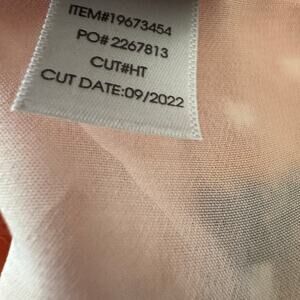 ITEM#19673454
PO# 2267813
CUT#HT
CUT DATE:09/2022